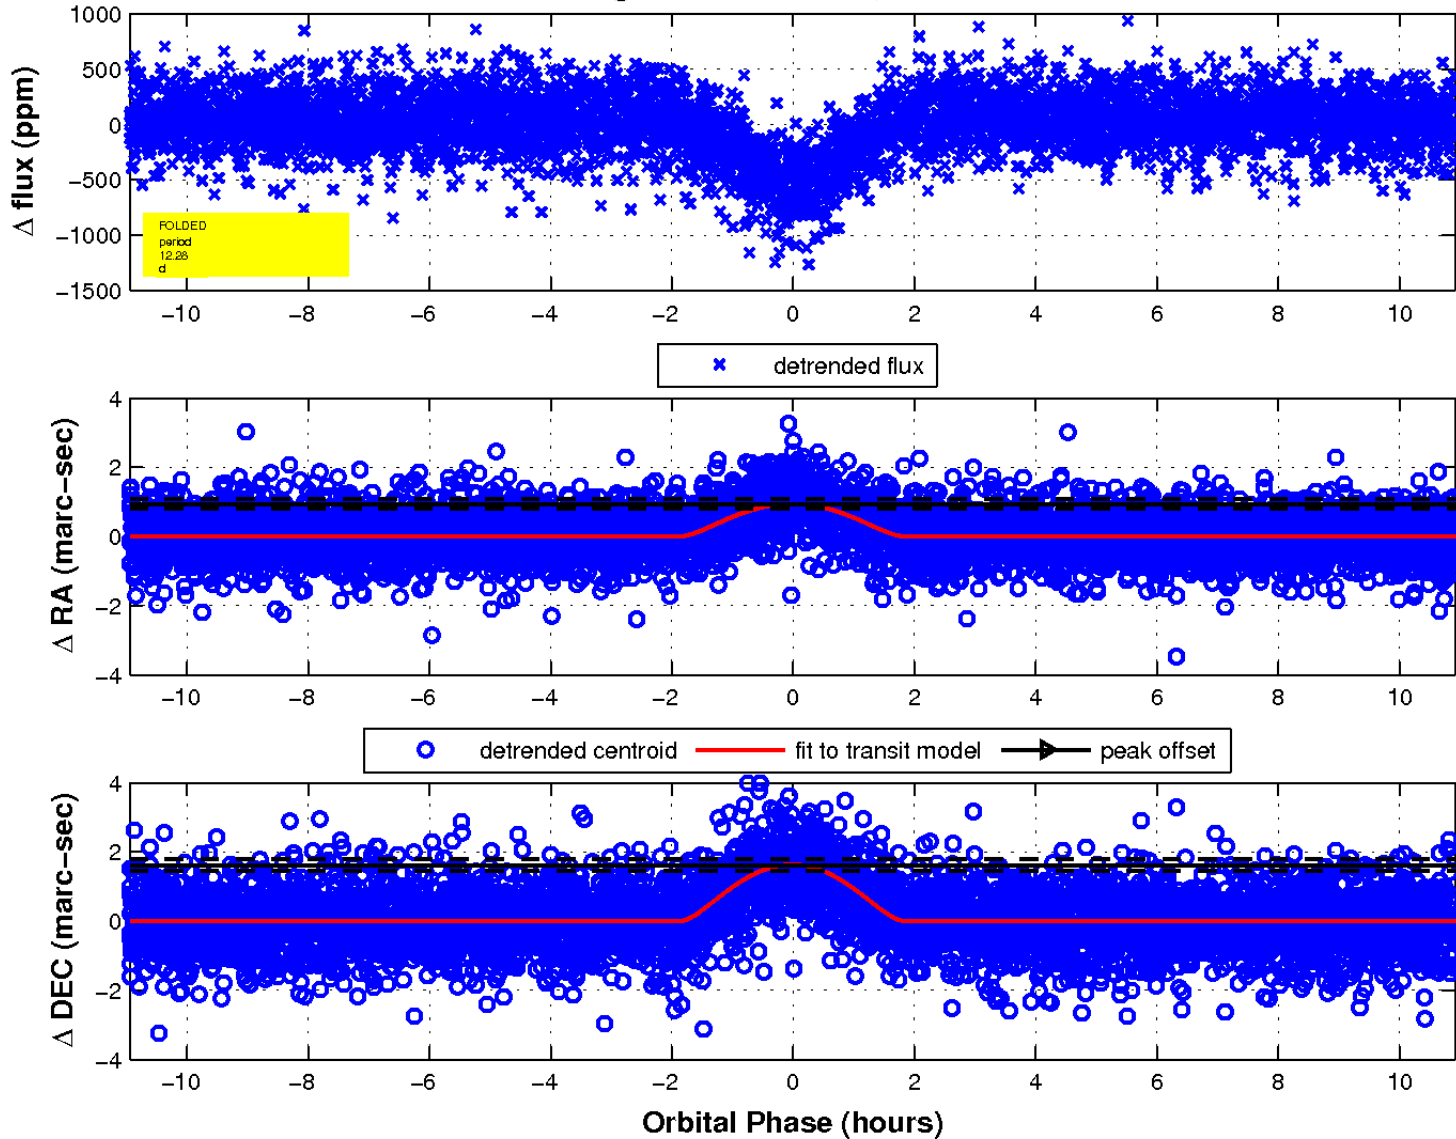 1000
500
0
−500
−1000
−1500
Δ flux (ppm)
FOLDED
period
12.26
d
−10 −8 −6 −4 −2 0 2 4 6 8 10
detrended flux
4
2
0
−2
−4
Δ RA (marc−sec)
−10 −8 −6 −4 −2 0 2 4 6 8 10
detrended centroid fit to transit model peak offset
4
2
0
−2
−4
Δ DEC (marc−sec)
−10 −8 −6 −4 −2 0 2 4 6 8 10
Orbital Phase (hours)